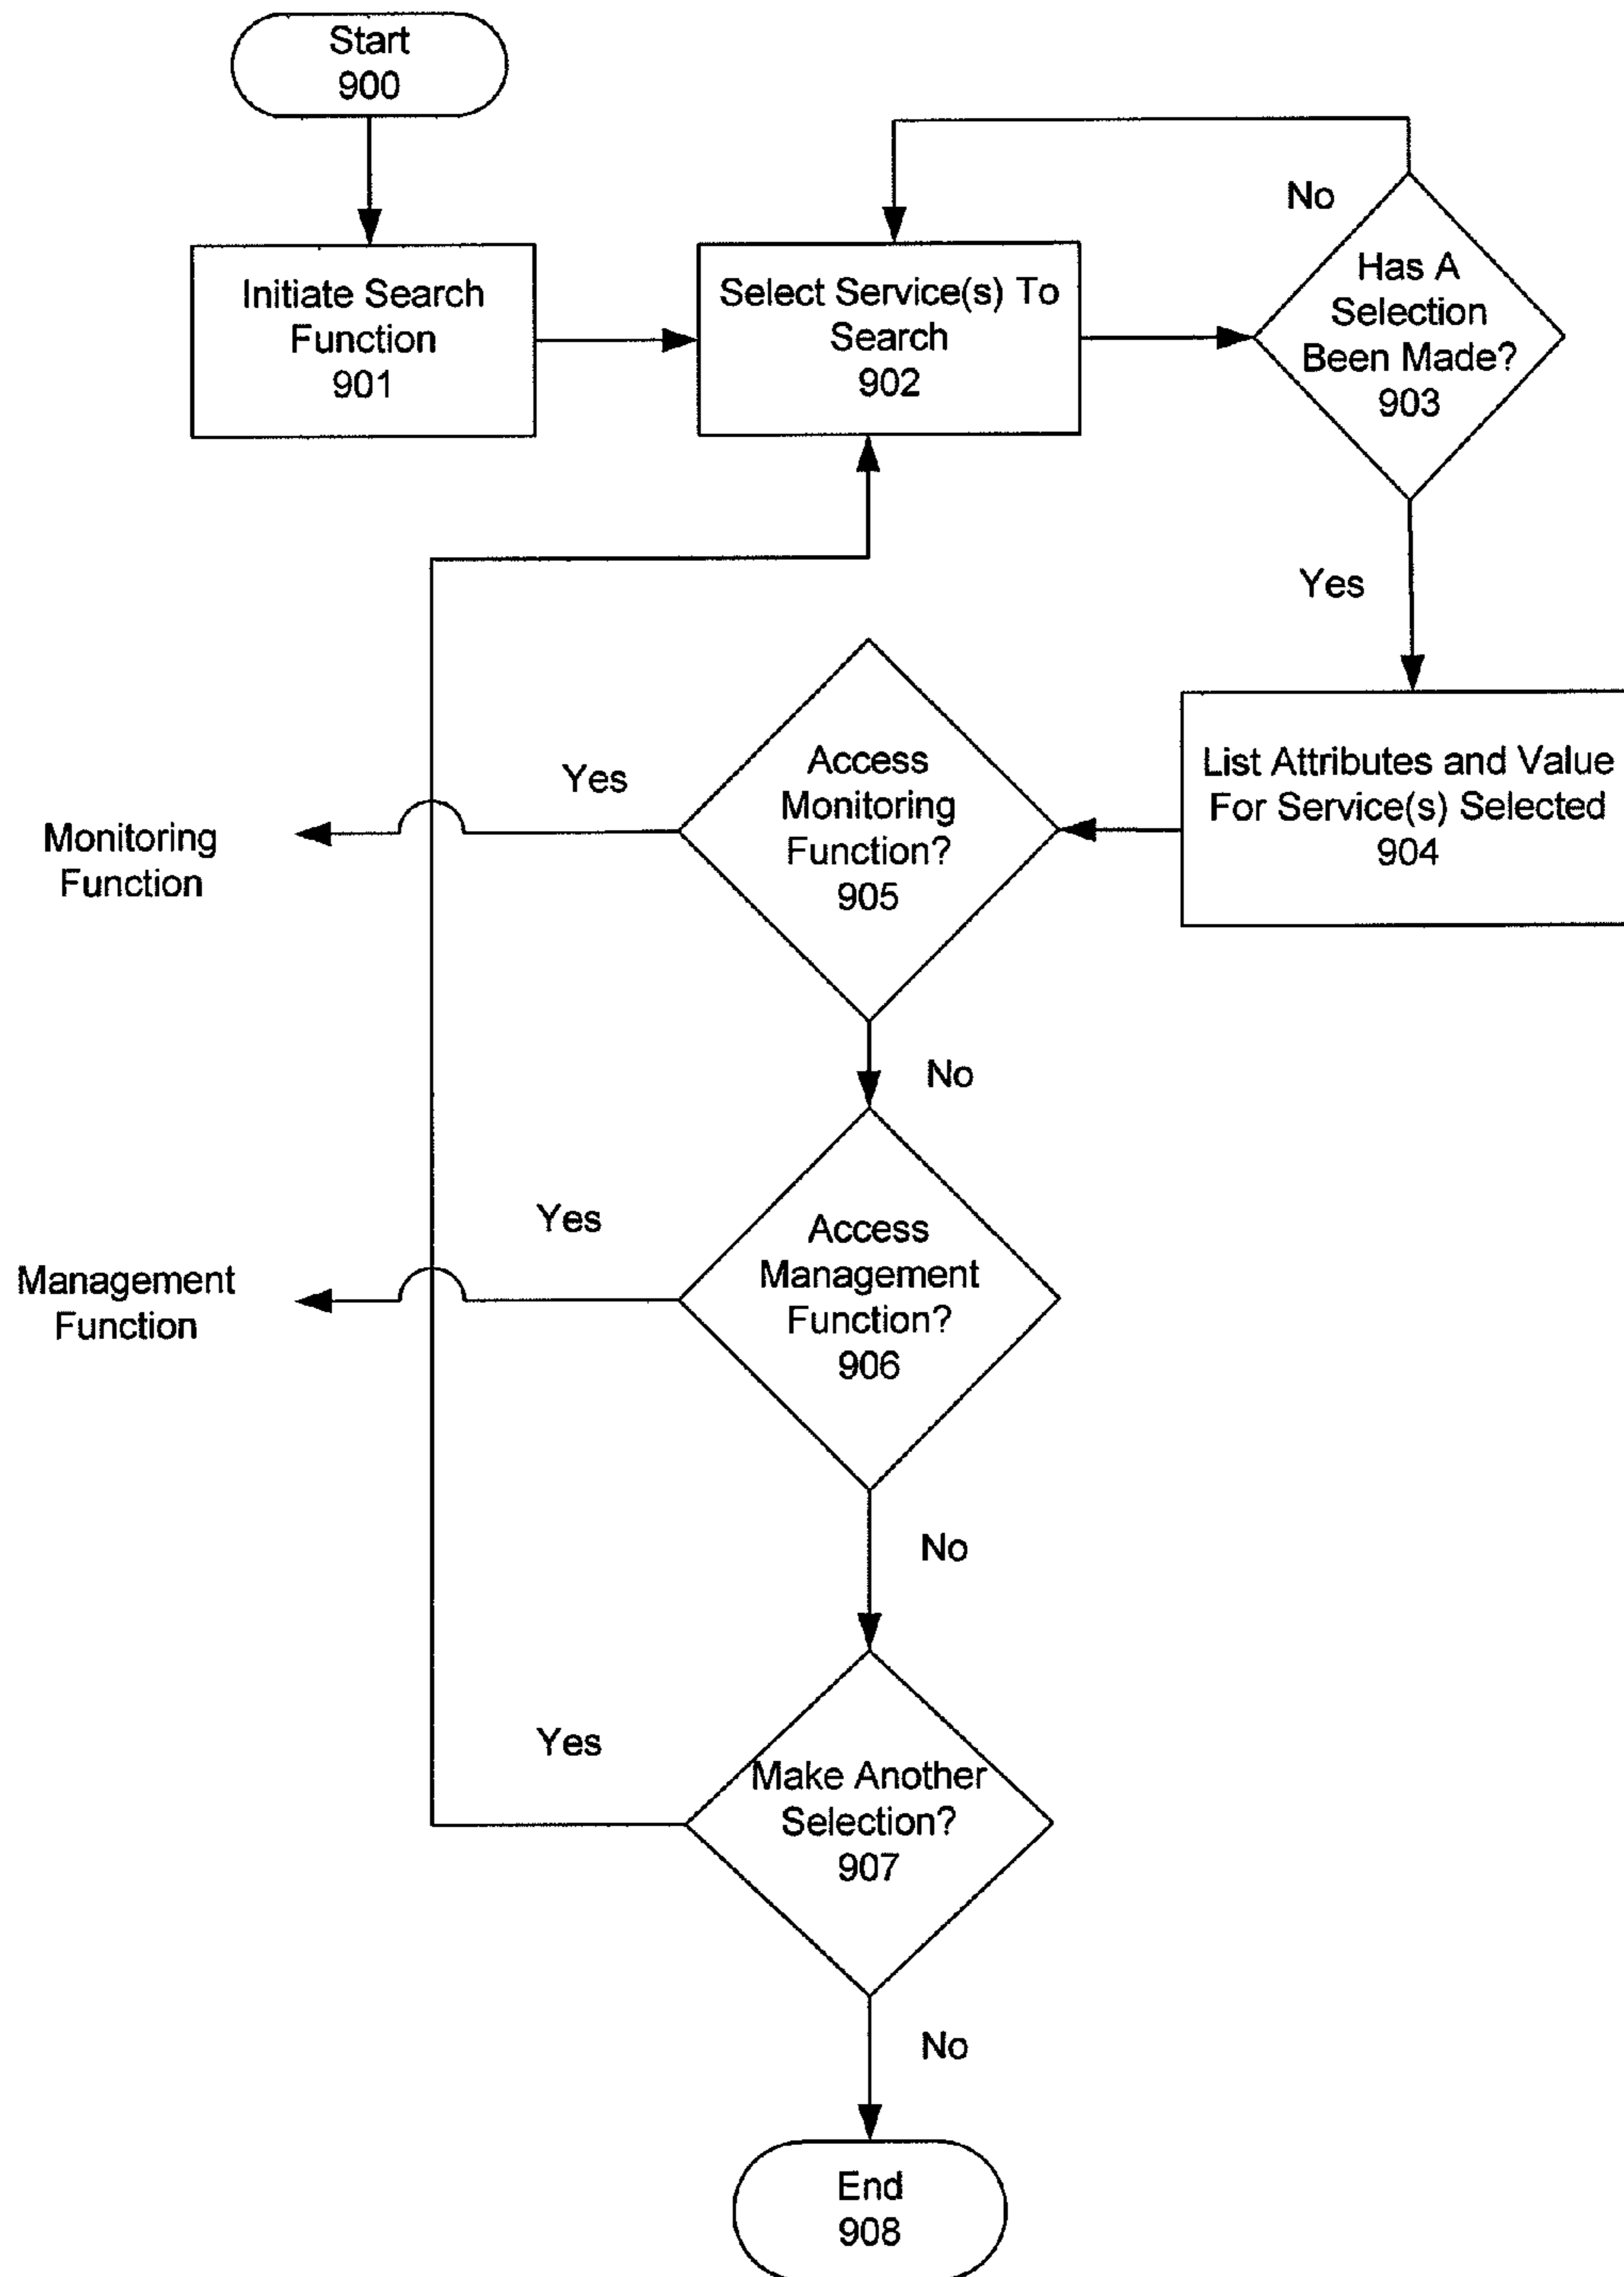 Start
900
Initiate Search
Function
901
Select Service(s) To
Search
902
No
Has A
Selection
Been Made?
903
Yes
List Attributes and Value
For Service(s) Selected
904
Access
Monitoring
Function?
905
Yes
Monitoring
Function
No
Access
Management
Function?
906
Yes
Management
Function
No
Make Another
Selection?
907
Yes
No
End
908